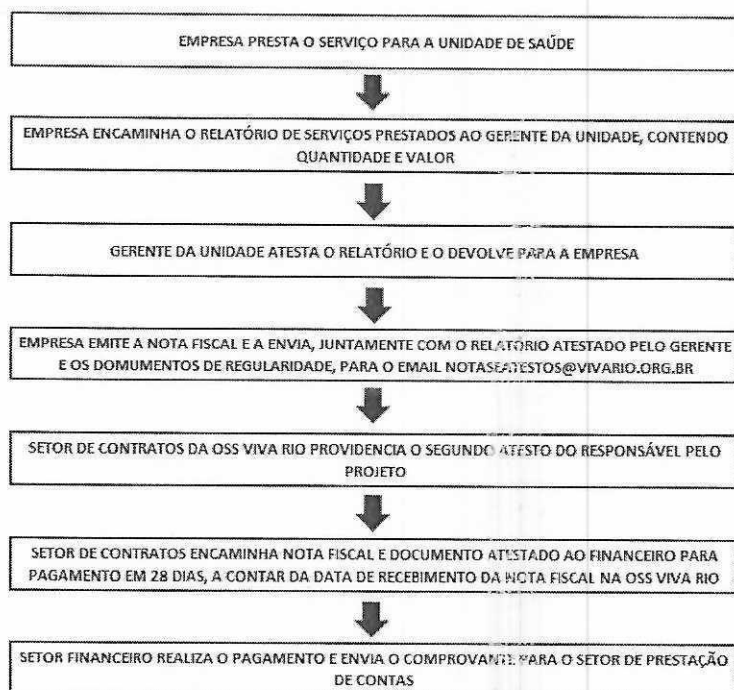 EMPRESA PRESTA O SERVIÇO PARA A UNIDADE DE SAÚDE
EMPRESA ENCAMINHA O RELATÓRIO DE SERVIÇOS PRESTADOS AO GERENTE DA UNIDADE, CONTENDO
QUANTIDADE E VALOR
GERENTE DA UNIDADE ATESTA O RELATÓRIO E O DEVOLVE PARA A EMPRESA
EMPRESA EMITE A NOTA FISCAL E A ENVIA, JUNTAMENTE COM O RELATÓRIO ATESTADO PELO GERENTE
E OS DOMUMENTOS DE REGULARIDADE, PARA O EMAIL NOTASEATESTOS@VIVARIO.ORG.BR
SETOR DE CONTRATOS DA OSS VIVA RIO PROVIDENCIA O SEGUNDO ATESTO DO RESPONSÁVEL PELO
PROJETO
SETOR DE CONTRATOS ENCAMINHA NOTA FISCAL E DOCUMENTO ATESTADO AO FINANCEIRO PARA
PAGAMENTO EM 28 DIAS, A CONTAR DA DATA DE RECEBIMENTO DA NOTA FISCAL NA OSS VIVA RIO
SETOR FINANCEIRO REALIZA O PAGAMENTO E ENVIA O COMPROVANTE PARA O SETOR DE PRESTAÇÃO
DE CONTAS